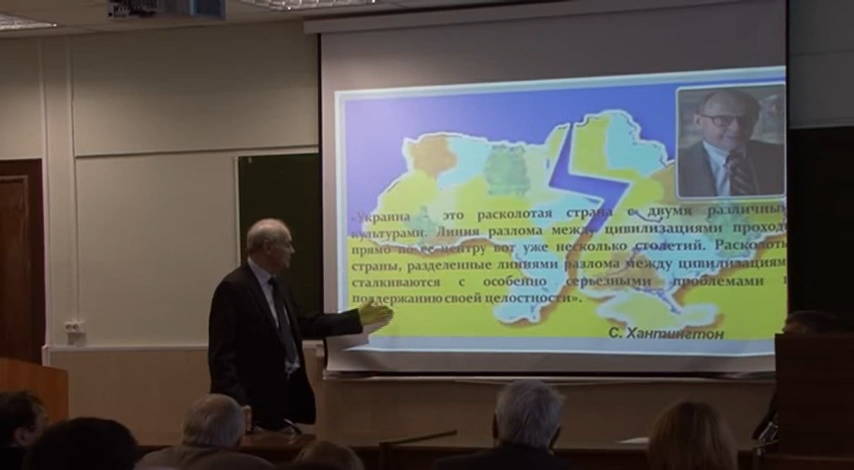 «Украина - это расколотая страна с двумя различными
культурами. Линия разлома между цивилизациями проходит
прямо по ее центру вот уже несколько столетий. Расколотые
страны, разделенные линиями разлома между цивилизациями,
сталкиваются с особенно серьезными проблемами
поддержанию своей целостности».
С. Хантингтон